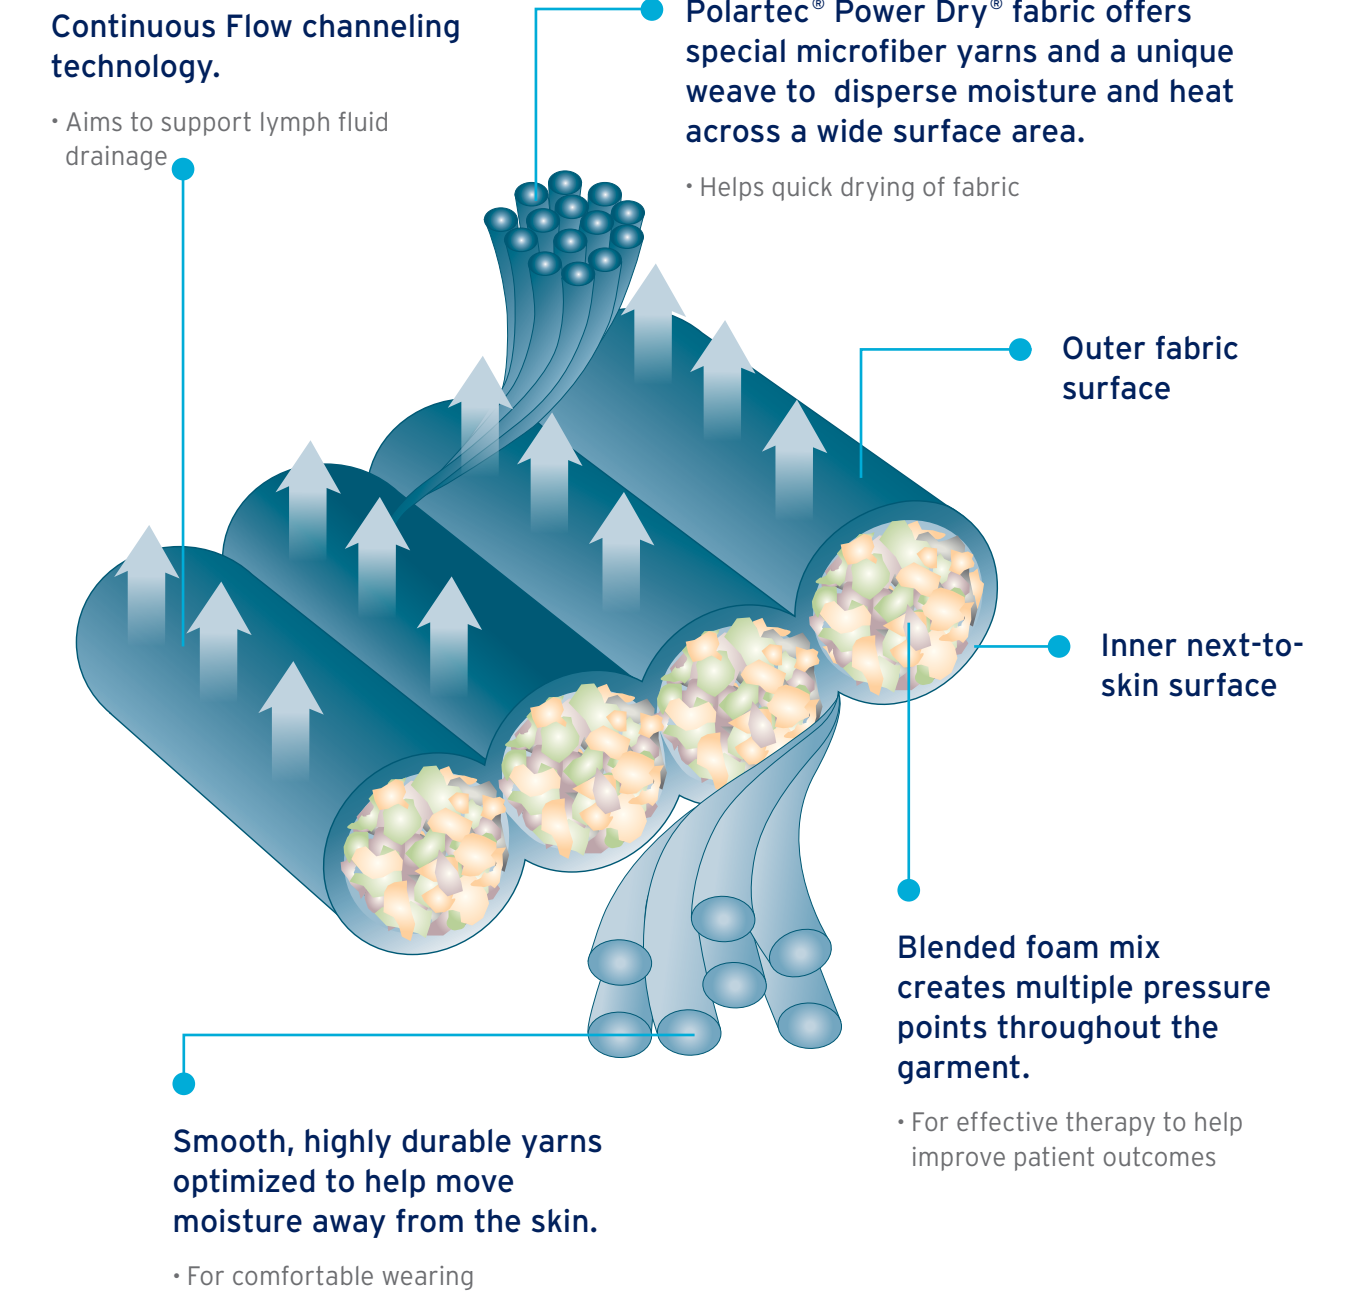 Continuous Flow channeling
technology.
• Aims to support lymph fluid
drainage
Polartec® Power Dry® fabric offers
special microfiber yarns and a unique
weave to  disperse moisture and heat
across a wide surface area.
• Helps quick drying of fabric
Outer fabric
surface
Inner next-to-
skin surface
Blended foam mix
creates multiple pressure
points throughout the
garment.
• For effective therapy to help
improve patient outcomes
Smooth, highly durable yarns
optimized to help move
moisture away from the skin.
• For comfortable wearing